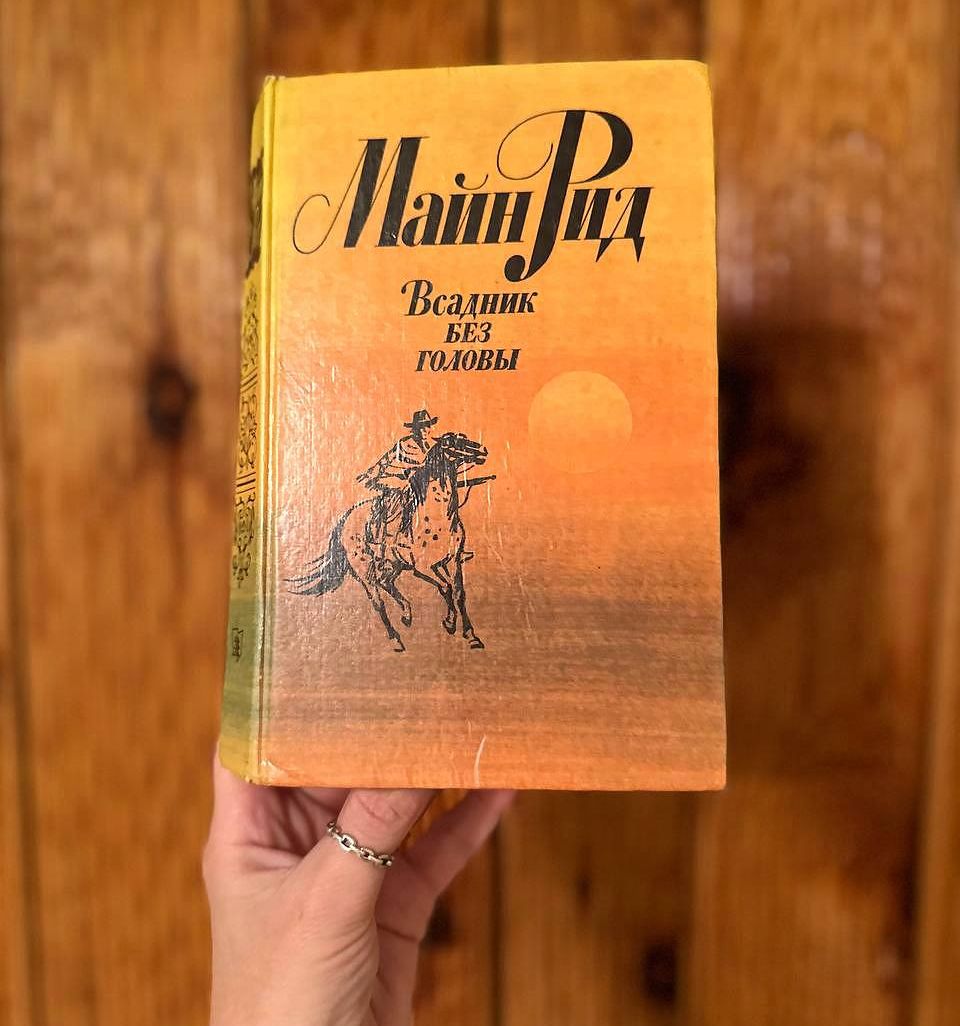 Майн Рид
Всадник
без
головы